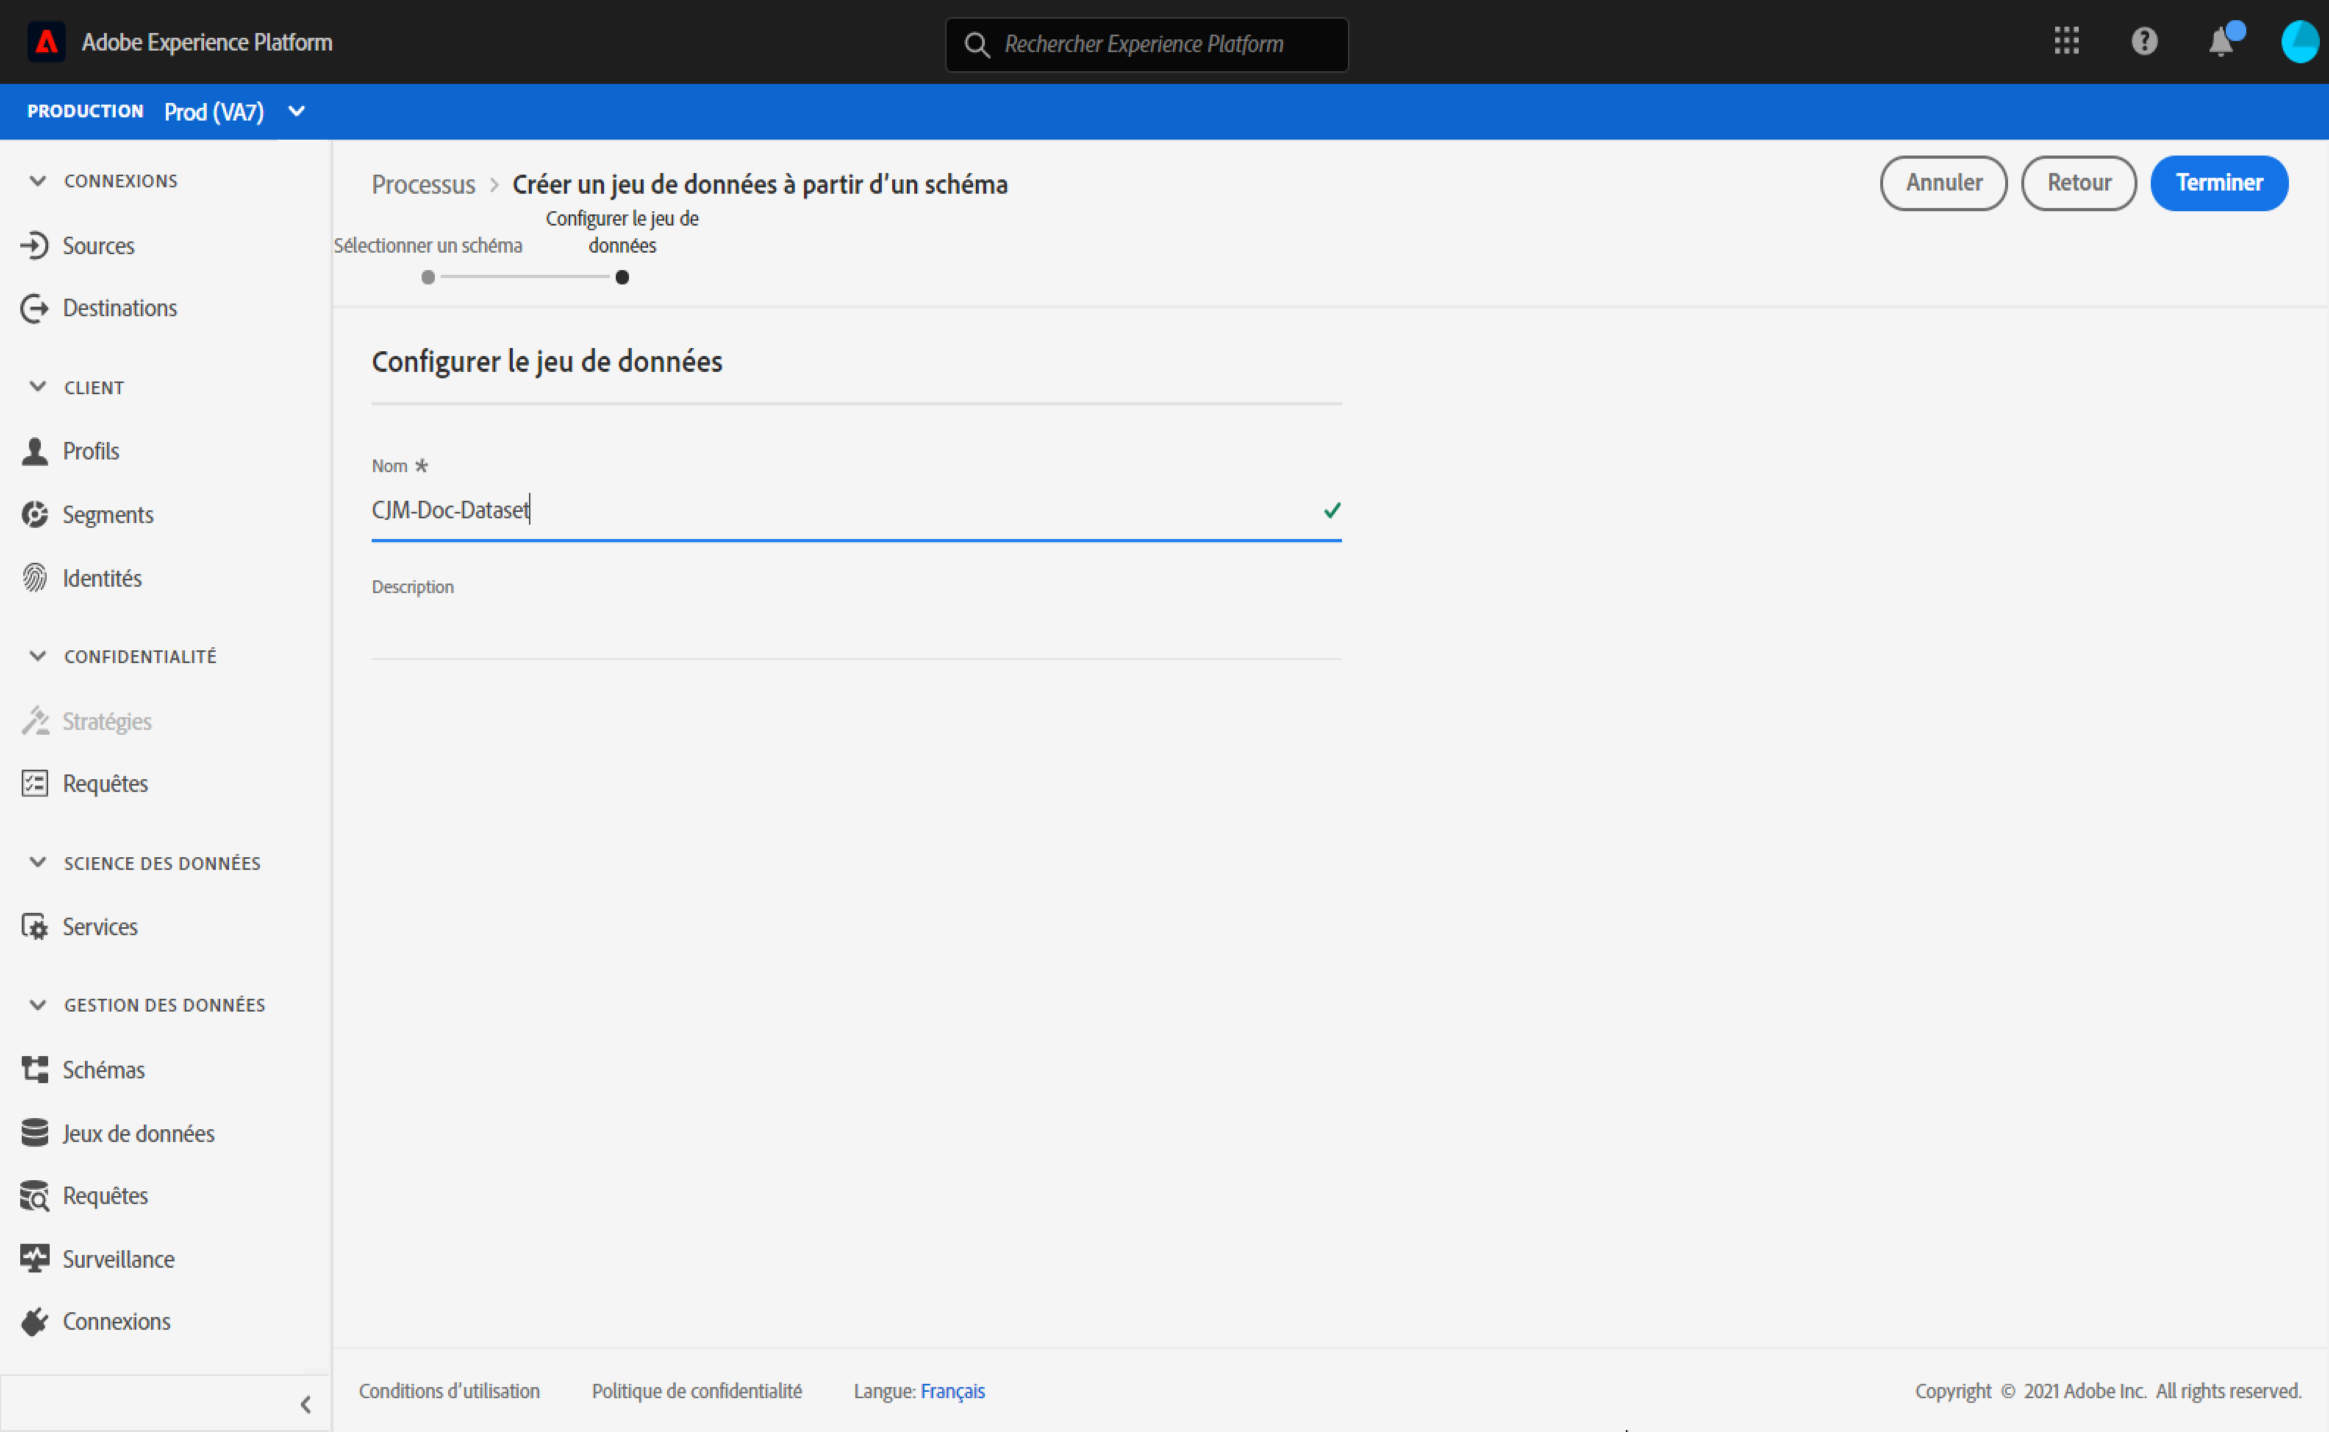 Adobe Experience Platform
Rechercher Experience Platform
PRODUCTION Prod (VA7)
CONNEXIONS
Sources
Destinations
CLIENT
Profils
Segments
Identités
CONFIDENTIALITÉ
Stratégies
Requêtes
SCIENCE DES DONNÉES
Services
GESTION DES DONNÉES
Schémas
Jeux de données
Requêtes
Surveillance
Connexions
Processus > Créer un jeu de données à partir d’un schéma
Annuler
Retour
Terminer
Sélectionner un schéma
Configurer le jeu de
données
Configurer le jeu de données
Nom *
CJM-Doc-Dataset
Description
Conditions d’utilisation
Politique de confidentialité
Langue: Français
Copyright © 2021 Adobe Inc. All rights reserved.